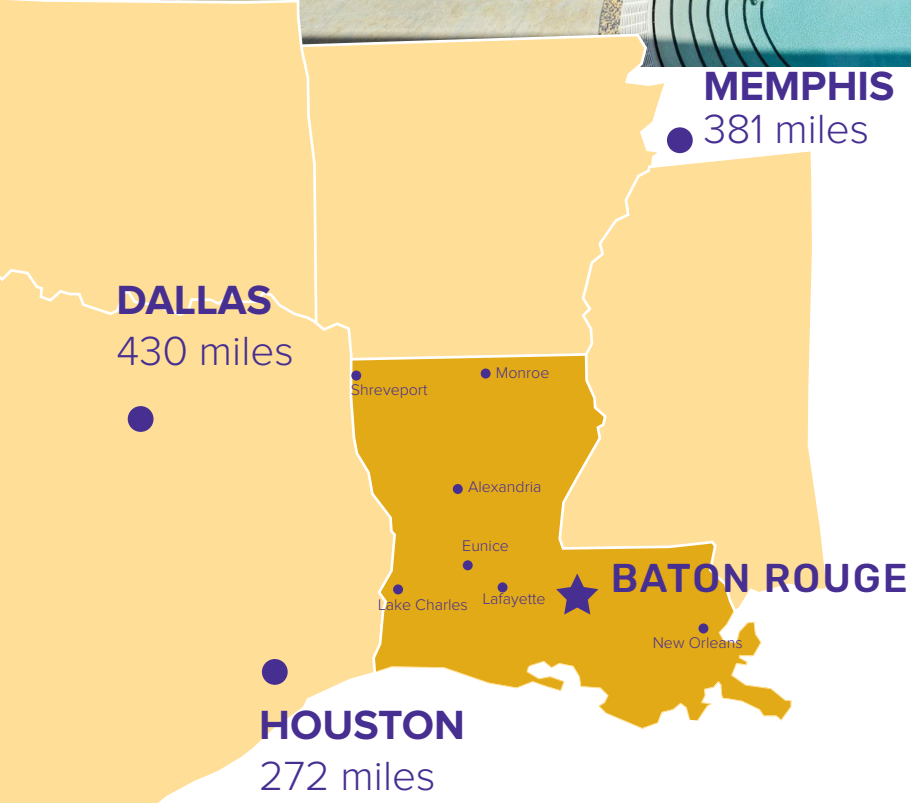 MEMPHIS
381 miles
DALLAS
430 miles
Shreveport
Monroe
Alexandria
Eunice
BATON ROUGE
Lake Charles
Lafayette
New Orleans
HOUSTON
272 miles